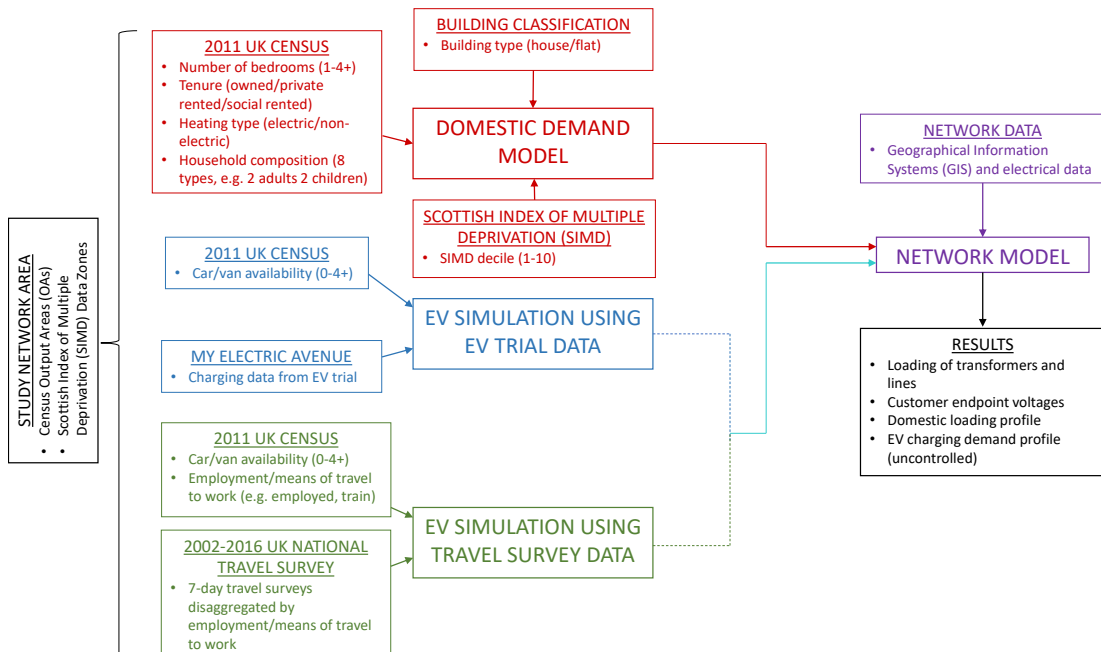 STUDY NETWORK AREA
• Census Output Areas (OAs)
• Scottish Index of Multiple
Deprivation (SIMD) Data Zones
2011 UK CENSUS
• Number of bedrooms (1-4+)
• Tenure (owned/private
rented/social rented)
• Heating type (electric/non-
electric)
• Household composition (8
types, e.g. 2 adults 2 children)
BUILDING CLASSIFICATION
• Building type (house/flat)
DOMESTIC DEMAND
MODEL
SCOTTISH INDEX OF MULTIPLE
DEPRIVATION (SIMD)
• SIMD decile (1-10)
2011 UK CENSUS
• Car/van availability (0-4+)
MY ELECTRIC AVENUE
• Charging data from EV trial
EV SIMULATION USING
EV TRIAL DATA
2011 UK CENSUS
• Car/van availability (0-4+)
• Employment/means of travel
to work (e.g. employed, train)
2002-2016 UK NATIONAL
TRAVEL SURVEY
• 7-day travel surveys
disaggregated by
employment/means of travel
to work
EV SIMULATION USING
TRAVEL SURVEY DATA
NETWORK DATA
• Geographical Information
Systems (GIS) and electrical data
NETWORK MODEL
RESULTS
• Loading of transformers and
lines
• Customer endpoint voltages
• Domestic loading profile
• EV charging demand profile
(uncontrolled)